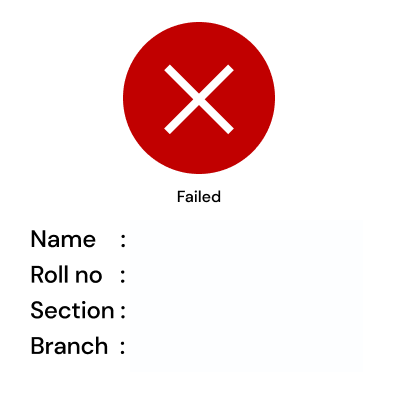 Failed
Name :
Roll no :
Section :
Branch :